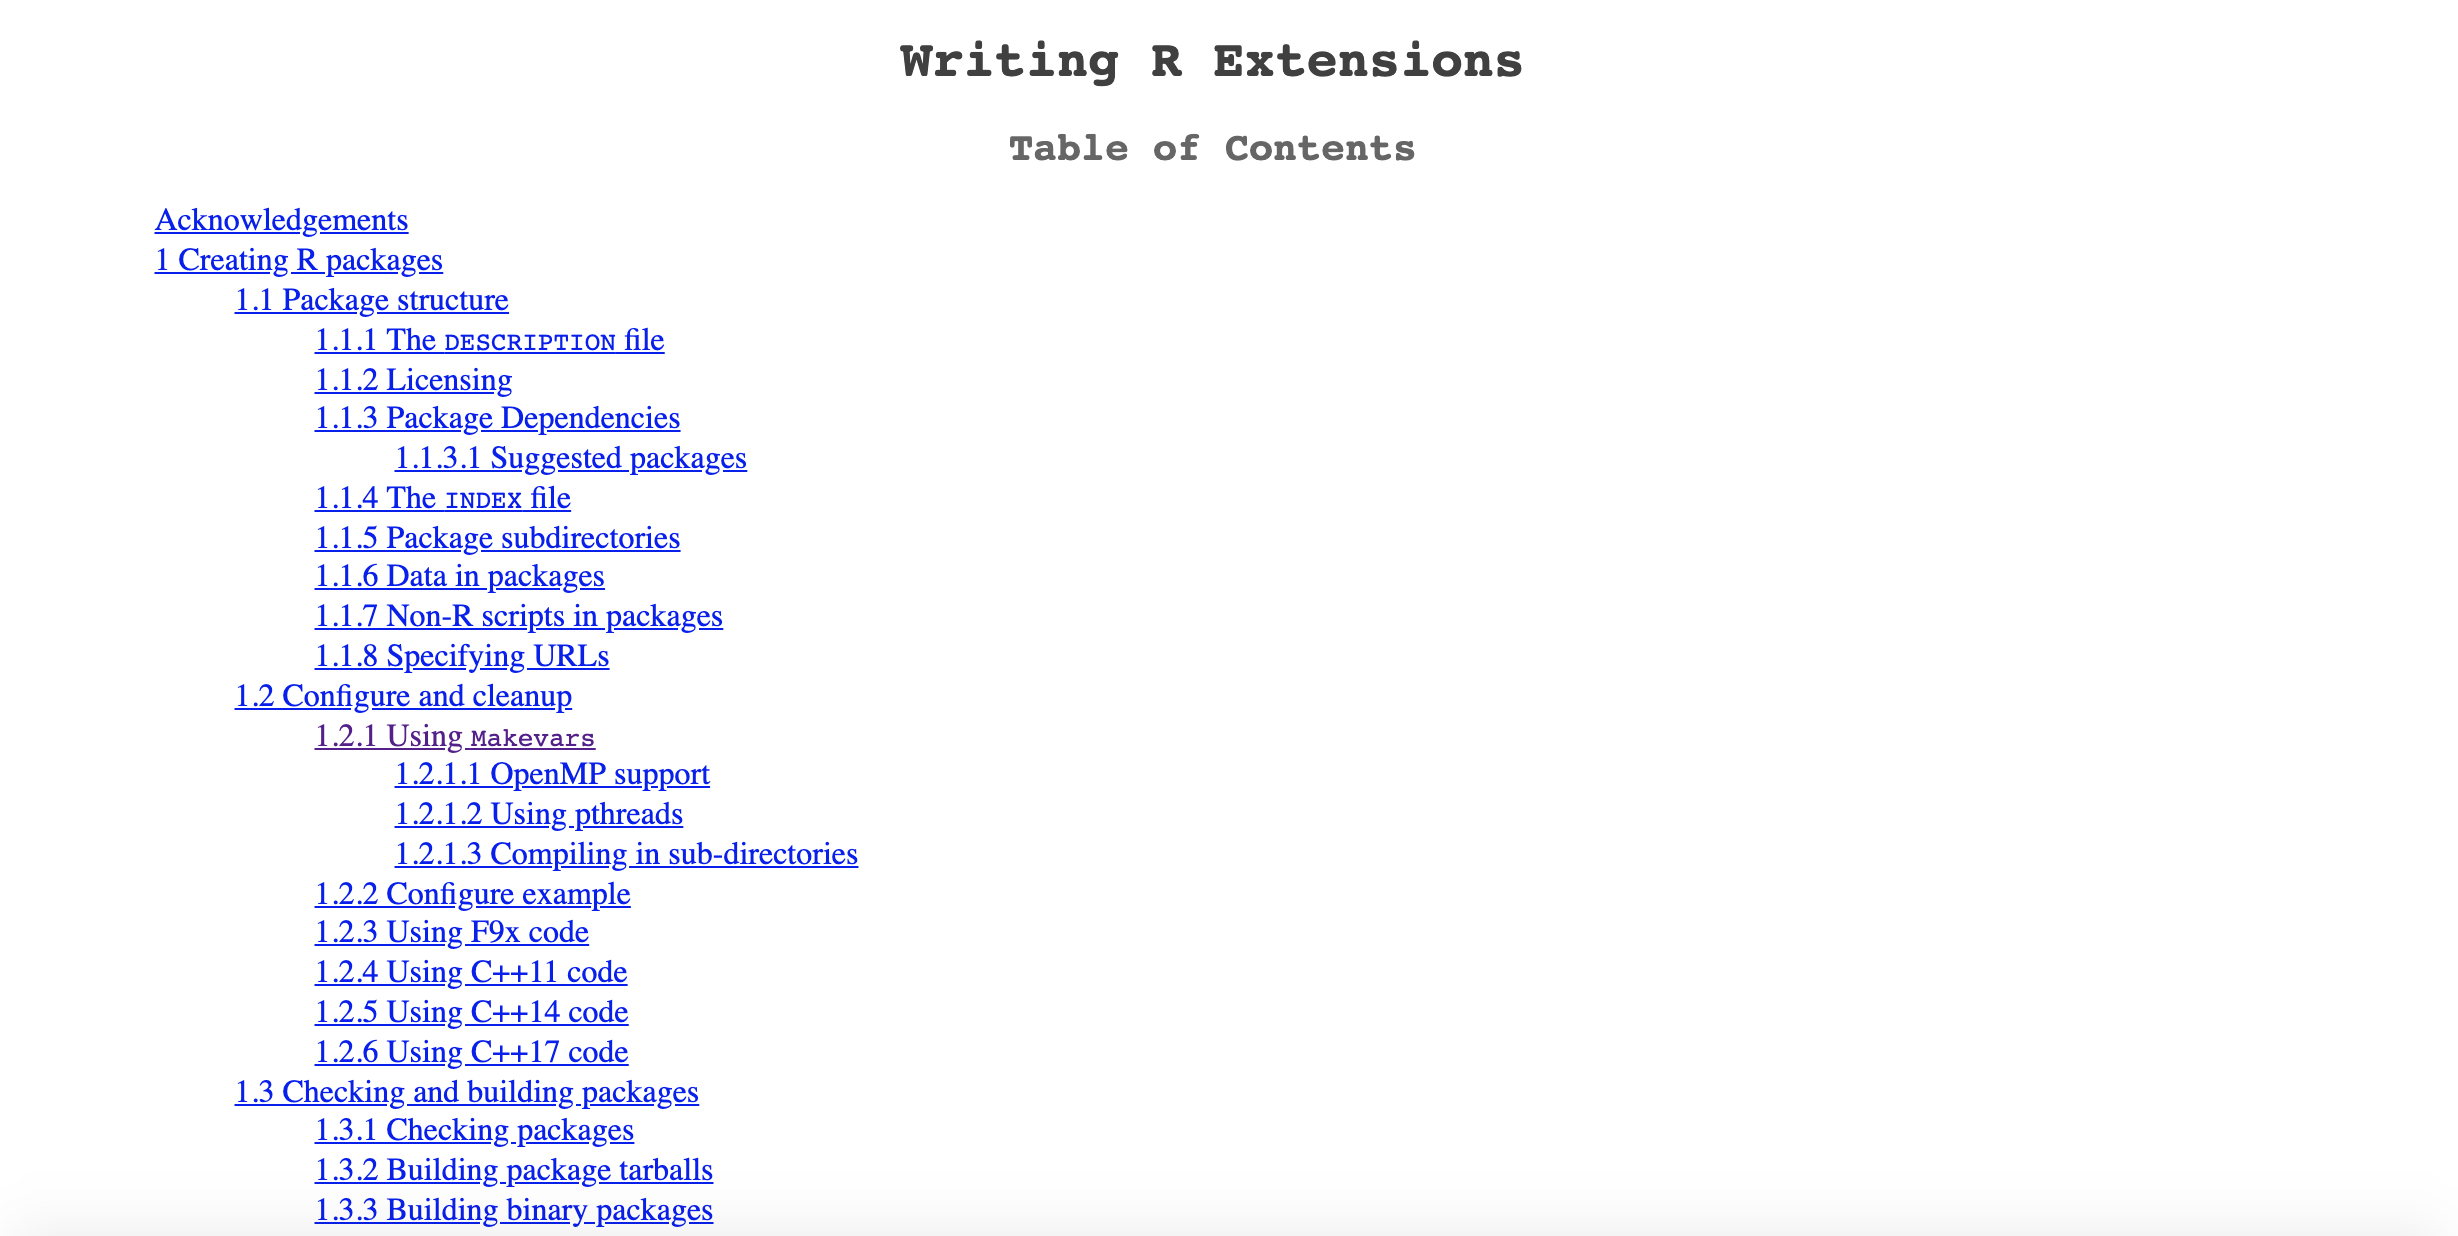 Writing R Extensions
Table of Contents
Acknowledgements
1 Creating R packages
1.1 Package structure
1.1.1 The DESCRIPTION file
1.1.2 Licensing
1.1.3 Package Dependencies
1.1.3.1 Suggested packages
1.1.4 The INDEX file
1.1.5 Package subdirectories
1.1.6 Data in packages
1.1.7 Non-R scripts in packages
1.1.8 Specifying URLs
1.2 Configure and cleanup
1.2.1 Using Makevars
1.2.1.1 OpenMP support
1.2.1.2 Using pthreads
1.2.1.3 Compiling in sub-directories
1.2.2 Configure example
1.2.3 Using F9x code
1.2.4 Using C++11 code
1.2.5 Using C++14 code
1.2.6 Using C++17 code
1.3 Checking and building packages
1.3.1 Checking packages
1.3.2 Building package tarballs
1.3.3 Building binary packages